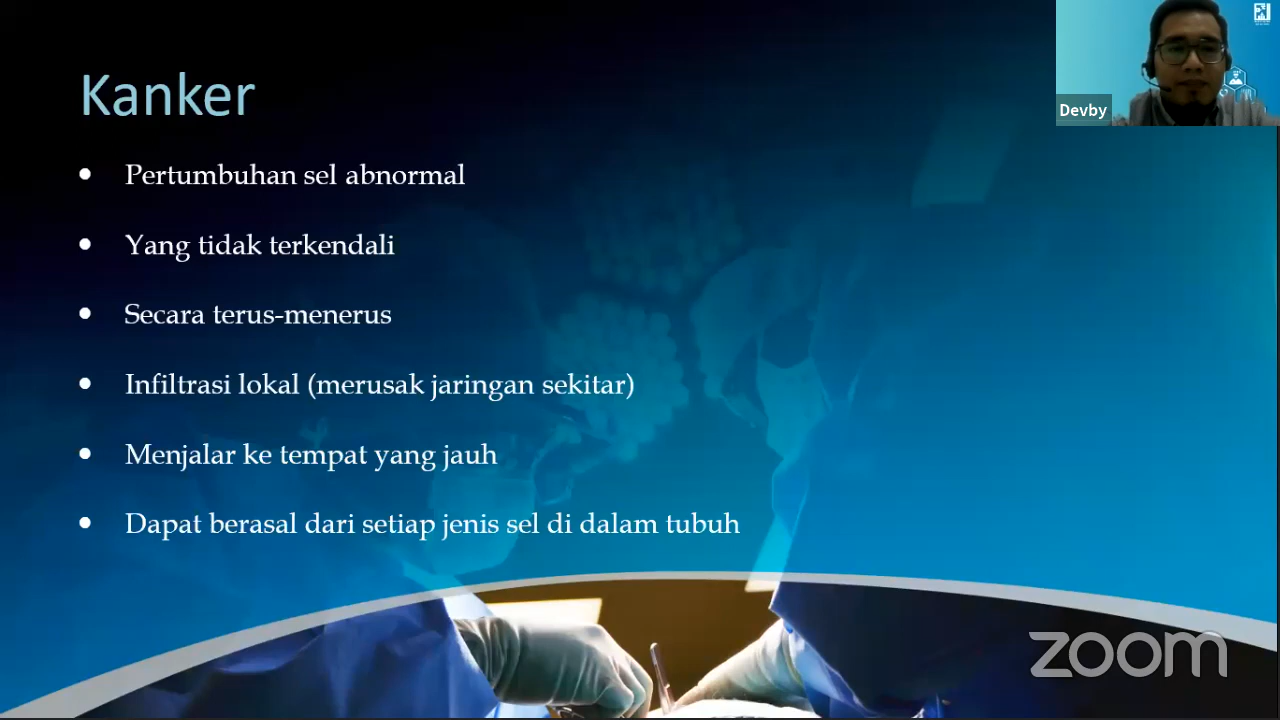 Kanker
Devby
• Pertumbuhan sel abnormal
• Yang tidak terkendali
• Secara terus-menerus
• Infiltrasi lokal (merusak jaringan sekitar)
• Menjalar ke tempat yang jauh
• Dapat berasal dari setiap jenis sel di dalam tubuh
zoom